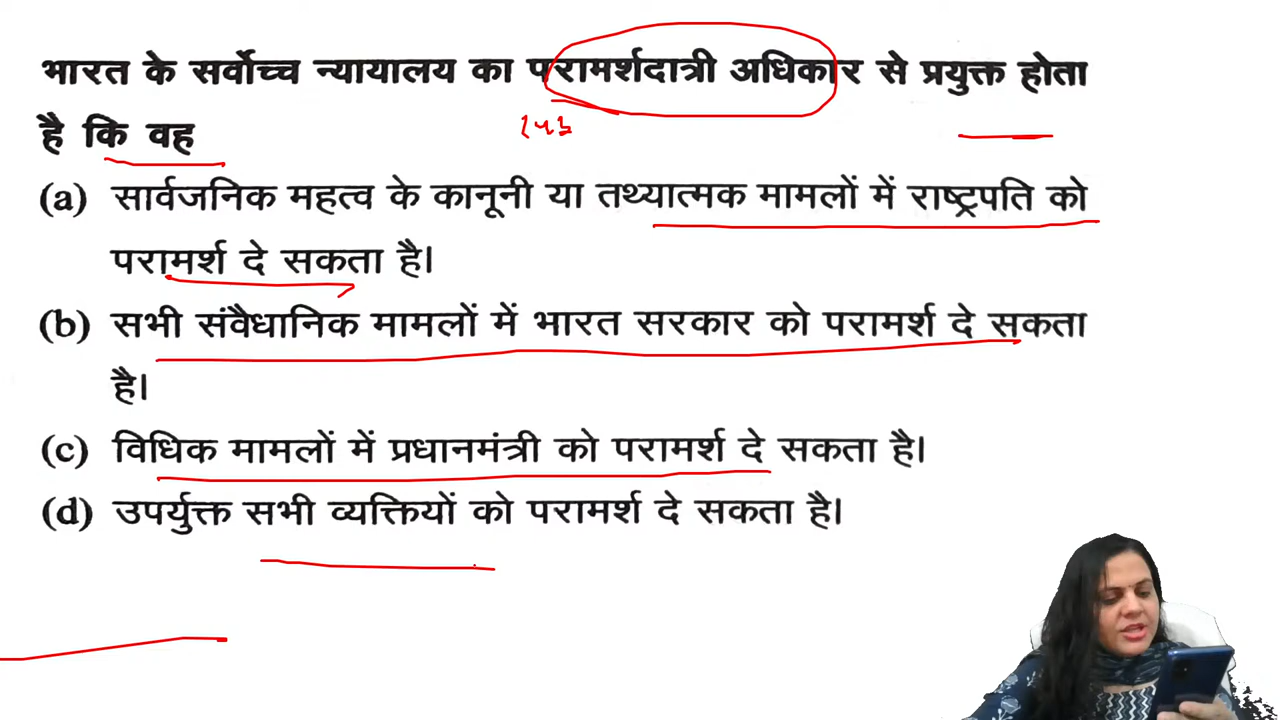 भारत के सर्वोच्च न्यायालय का परामर्शदात्री अधिकार से प्रयुक्त होता
143
है कि वह
(a) सार्वजनिक महत्व के कानूनी या तथ्यात्मक मामलों में राष्ट्रपति को
परामर्श दे सकता है।
(b) सभी संवैधानिक मामलों में भारत सरकार को परामर्श दे सकता
है।
(c) विधिक मामलों में प्रधानमंत्री को परामर्श दे सकता है।
(d) उपर्युक्त सभी व्यक्तियों को परामर्श दे सकता है।